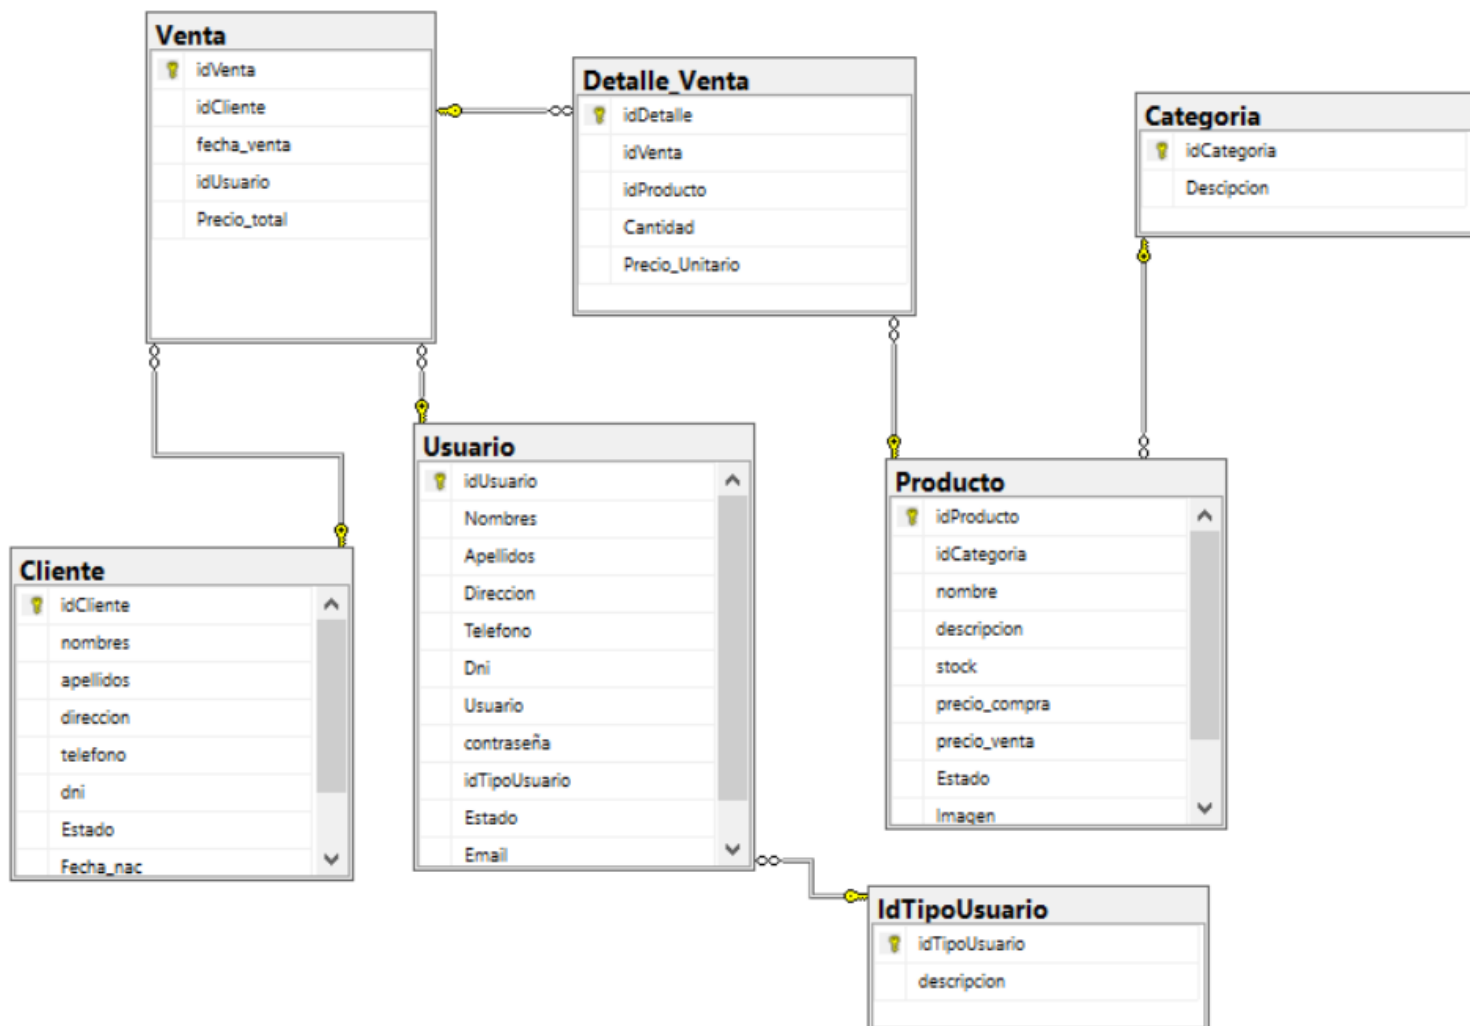 Venta
idVenta
idCliente
fecha_venta
idUsuario
Precio_total
Detalle_Venta
idDetalle
idVenta
idProducto
Cantidad
Precio_Unitario
Categoria
idCategoria
Descipcion
Usuario
idUsuario
Nombres
Apellidos
Direccion
Telefono
Dni
Usuario
contraseña
idTipoUsuario
Estado
Email
Producto
idProducto
idCategoria
nombre
descripcion
stock
precio_compra
precio_venta
Estado
Imagen
Cliente
idCliente
nombres
apellidos
direccion
telefono
dni
Estado
Fecha_nac
IdTipoUsuario
idTipoUsuario
descripcion